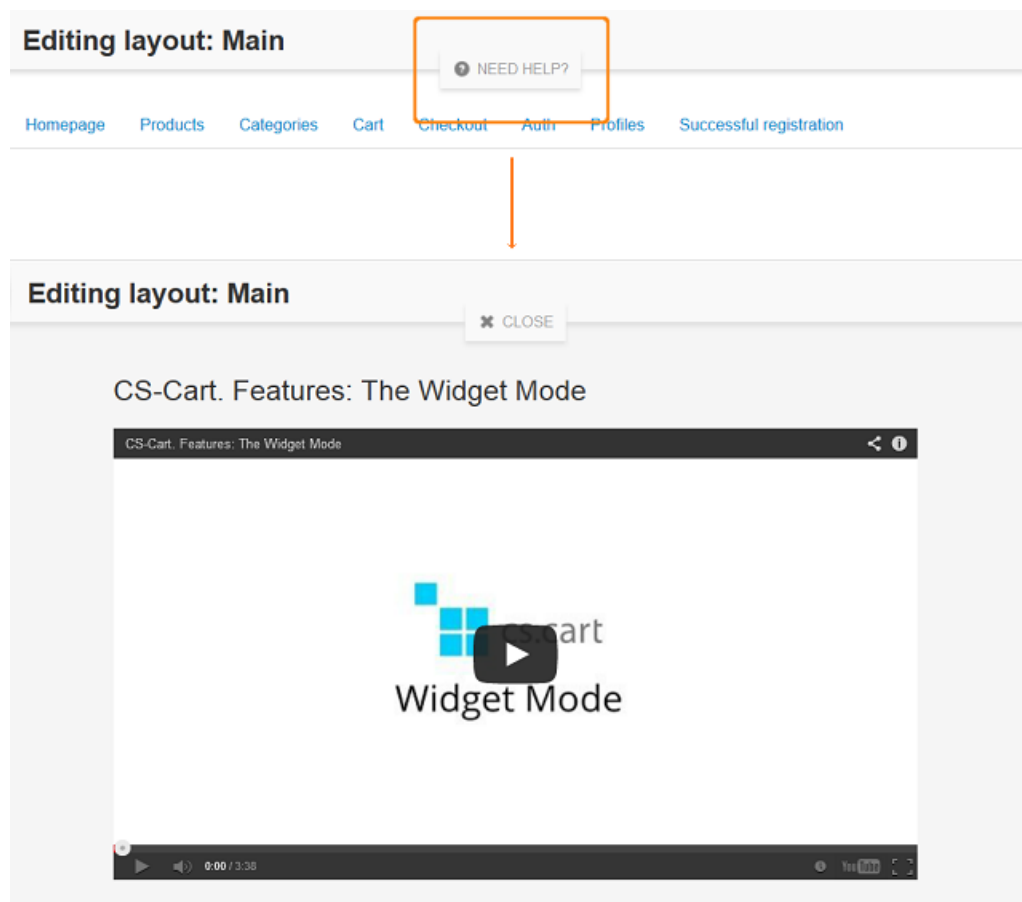 Editing layout: Main
NEED HELP?
Homepage Products Categories Cart Checkout Auth Profiles Successful registration
Editing layout: Main
CLOSE
CS-Cart. Features: The Widget Mode
CS-Cart. Features: The Widget Mode
cs.cart
Widget Mode
0:00 / 3:38 YouTube